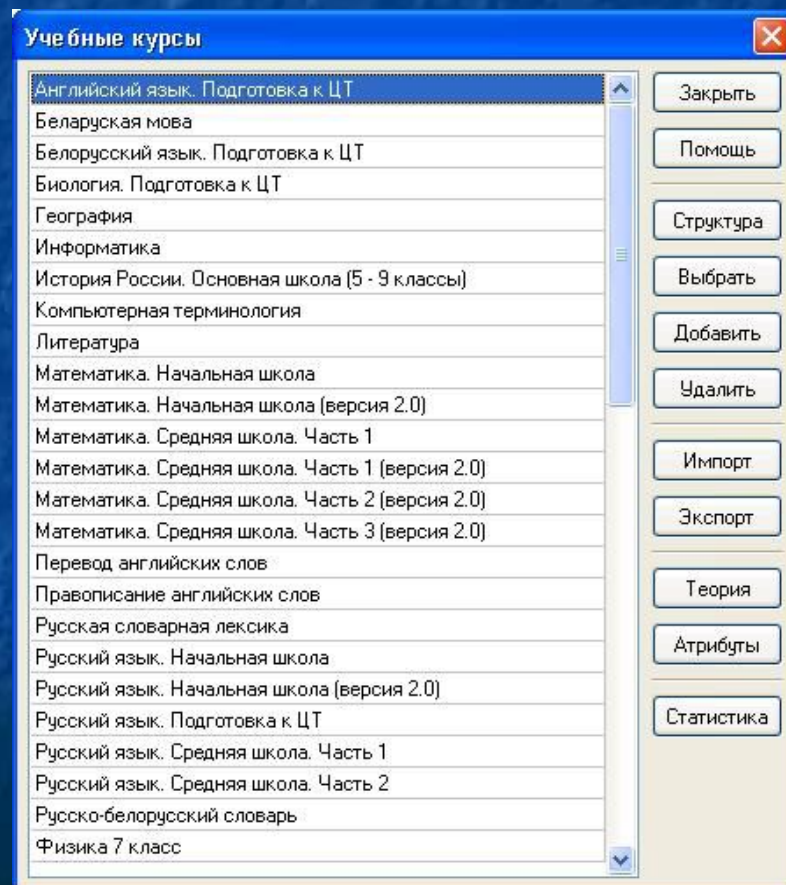 Учебные курсы
Английский язык. Подготовка к ЦТ
Беларуская мова
Белорусский язык. Подготовка к ЦТ
Биология. Подготовка к ЦТ
География
Информатика
История России. Основная школа (5 - 9 классы)
Компьютерная терминология
Литература
Математика. Начальная школа
Математика. Начальная школа (версия 2.0)
Математика. Средняя школа. Часть 1
Математика. Средняя школа. Часть 1 (версия 2.0)
Математика. Средняя школа. Часть 2 (версия 2.0)
Математика. Средняя школа. Часть 3 (версия 2.0)
Перевод английских слов
Правописание английских слов
Русская словарная лексика
Русский язык. Начальная школа
Русский язык. Начальная школа (версия 2.0)
Русский язык. Подготовка к ЦТ
Русский язык. Средняя школа. Часть 1
Русский язык. Средняя школа. Часть 2
Русско-белорусский словарь
Физика 7 класс
Закрыть
Помощь
Структура
Выбрать
Добавить
Удалить
Импорт
Экспорт
Теория
Атрибуты
Статистика